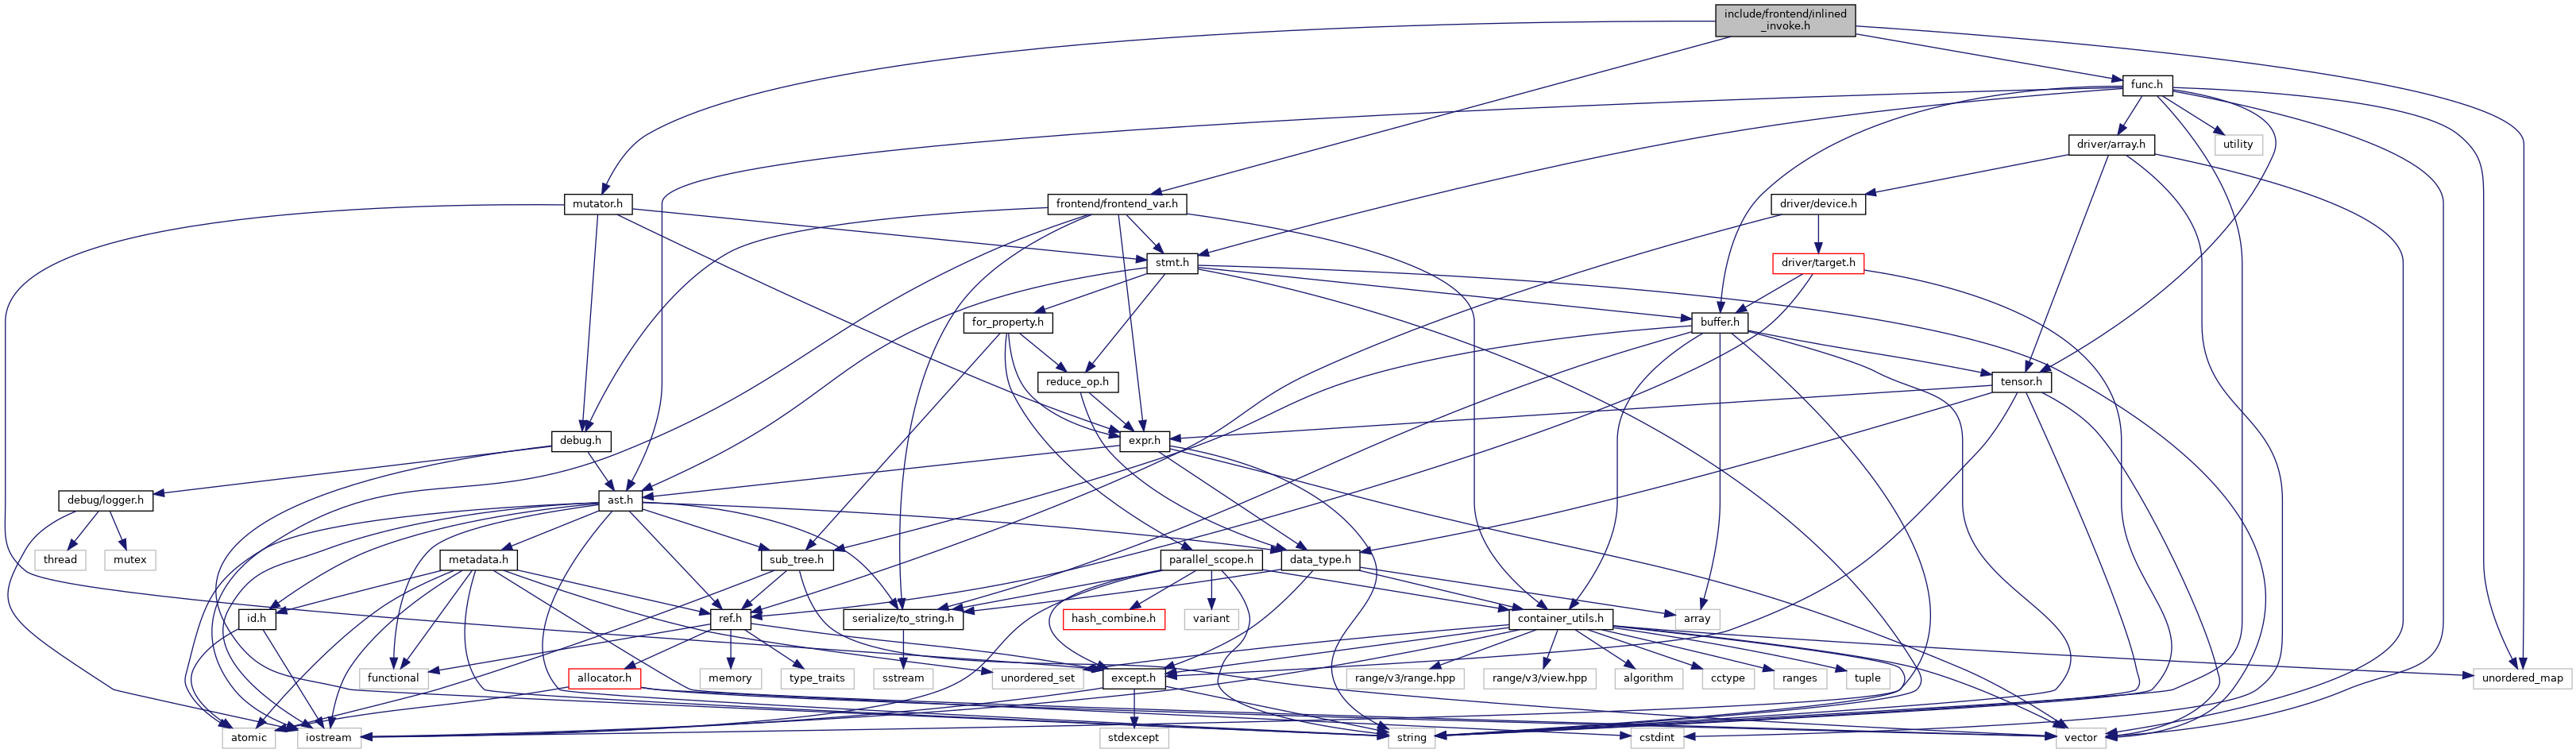 include/frontend/inlined
_invoke.h
func.h
driver/array.h
utility
mutator.h
frontend/frontend_var.h
driver/device.h
stmt.h
driver/target.h
for_property.h
buffer.h
reduce_op.h
tensor.h
debug.h
expr.h
debug/logger.h
ast.h
thread
mutex
metadata.h
sub_tree.h
parallel_scope.h
data_type.h
id.h
ref.h
serialize/to_string.h
hash_combine.h
variant
container_utils.h
array
functional
allocator.h
memory
type_traits
sstream
unordered_set
except.h
range/v3/range.hpp
range/v3/view.hpp
algorithm
cctype
ranges
tuple
unordered_map
atomic
iostream
stdexcept
string
cstdint
vector